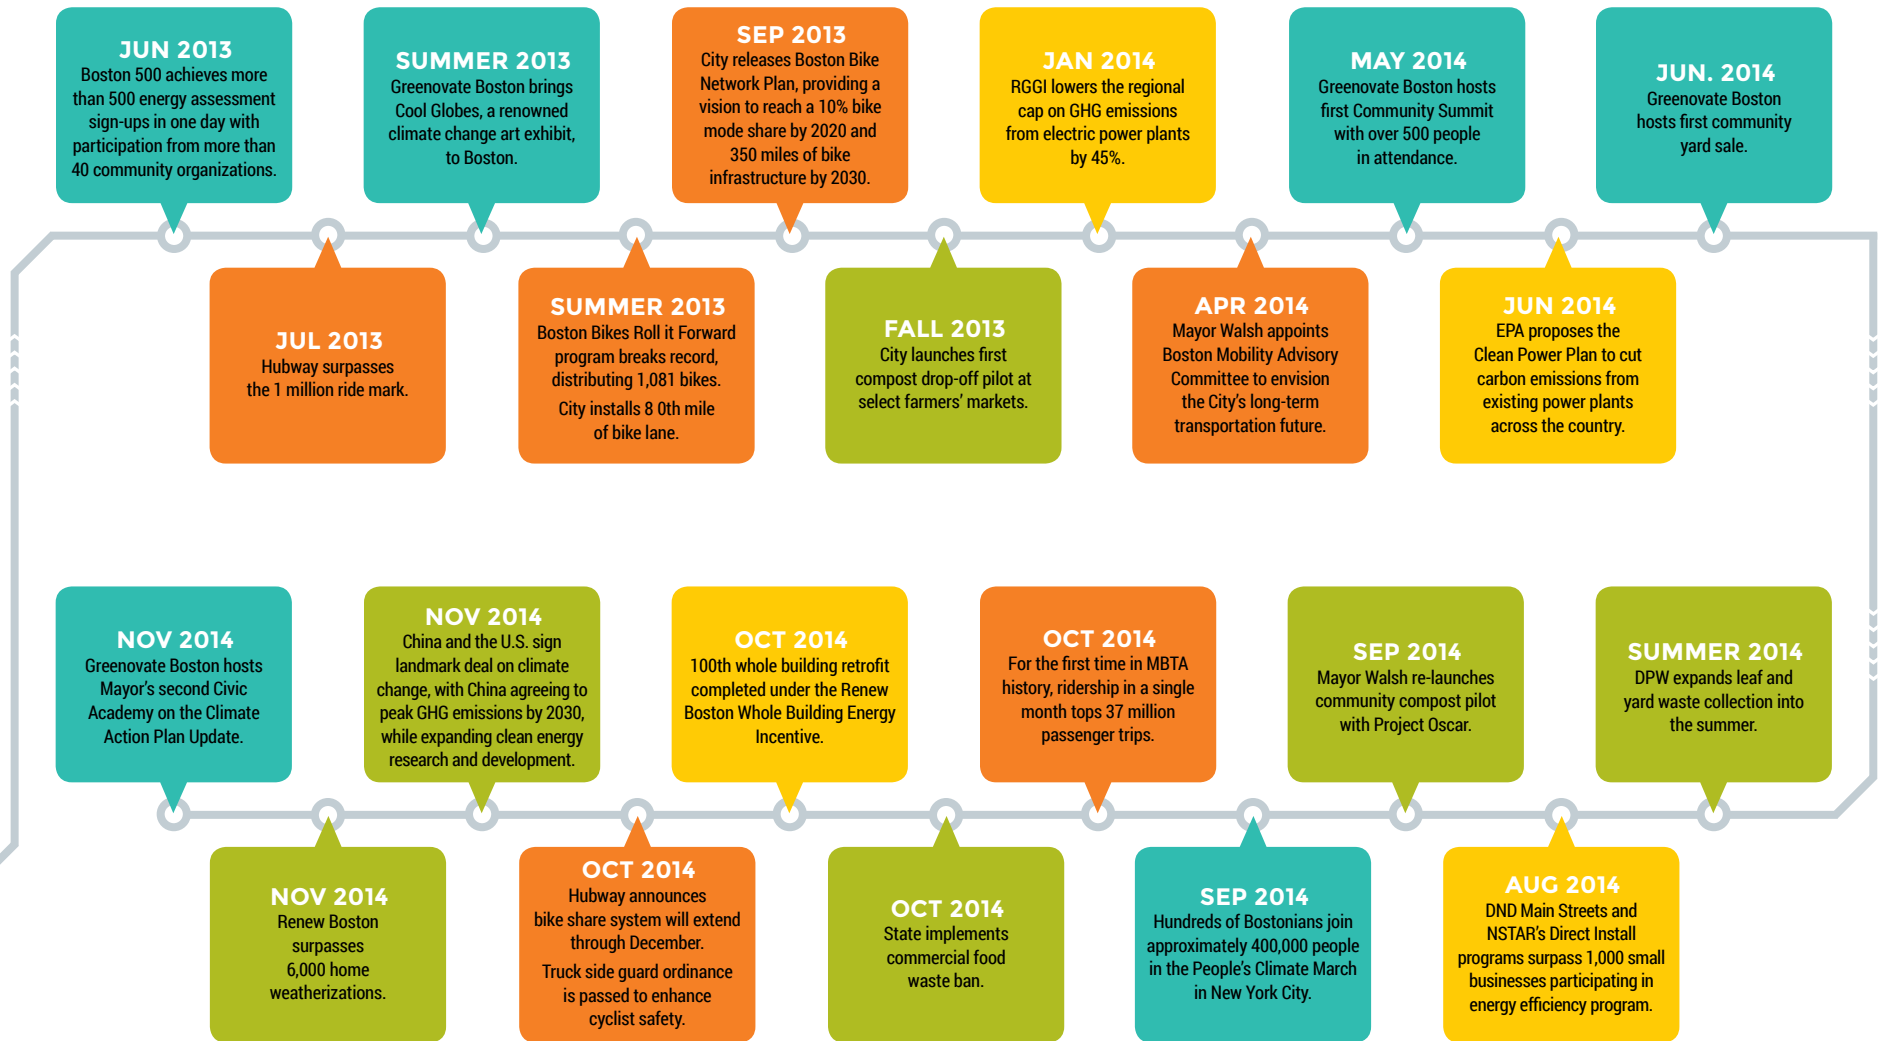 JUN 2013
Boston 500 achieves more
than 500 energy assessment
sign-ups in one day with
participation from more than
40 community organizations.
JUL 2013
Hubway surpasses
the 1 million ride mark.
SUMMER 2013
Greenovate Boston brings
Cool Globes, a renowned
climate change art exhibit,
to Boston.
SUMMER 2013
Boston Bikes Roll it Forward
program breaks record,
distributing 1,081 bikes.
City installs 8 0th mile
of bike lane.
SEP 2013
City releases Boston Bike
Network Plan, providing a
vision to reach a 10% bike
mode share by 2020 and
350 miles of bike
infrastructure by 2030.
FALL 2013
City launches first
compost drop-off pilot at
select farmers' markets.
JAN 2014
RGGI lowers the regional
cap on GHG emissions
from electric power plants
by 45%.
APR 2014
Mayor Walsh appoints
Boston Mobility Advisory
Committee to envision
the City's long-term
transportation future.
MAY 2014
Greenovate Boston hosts
first Community Summit
with over 500 people
in attendance.
JUN 2014
EPA proposes the
Clean Power Plan to cut
carbon emissions from
existing power plants
across the country.
JUN. 2014
Greenovate Boston
hosts first community
yard sale.
SUMMER 2014
DPW expands leaf and
yard waste collection into
the summer.
AUG 2014
DND Main Streets and
NSTAR's Direct Install
programs surpass 1,000 small
businesses participating in
energy efficiency program.
SEP 2014
Mayor Walsh re-launches
community compost pilot
with Project Oscar.
SEP 2014
Hundreds of Bostonians join
approximately 400,000 people
in the People's Climate March
in New York City.
OCT 2014
For the first time in MBTA
history, ridership in a single
month tops 37 million
passenger trips.
OCT 2014
State implements
commercial food
waste ban.
OCT 2014
100th whole building retrofit
completed under the Renew
Boston Whole Building Energy
Incentive.
OCT 2014
Hubway announces
bike share system will extend
through December.
Truck side guard ordinance
is passed to enhance
cyclist safety.
NOV 2014
China and the U.S. sign
landmark deal on climate
change, with China agreeing to
peak GHG emissions by 2030,
while expanding clean energy
research and development.
NOV 2014
Renew Boston
surpasses
6,000 home
weatherizations.
NOV 2014
Greenovate Boston hosts
Mayor's second Civic
Academy on the Climate
Action Plan Update.